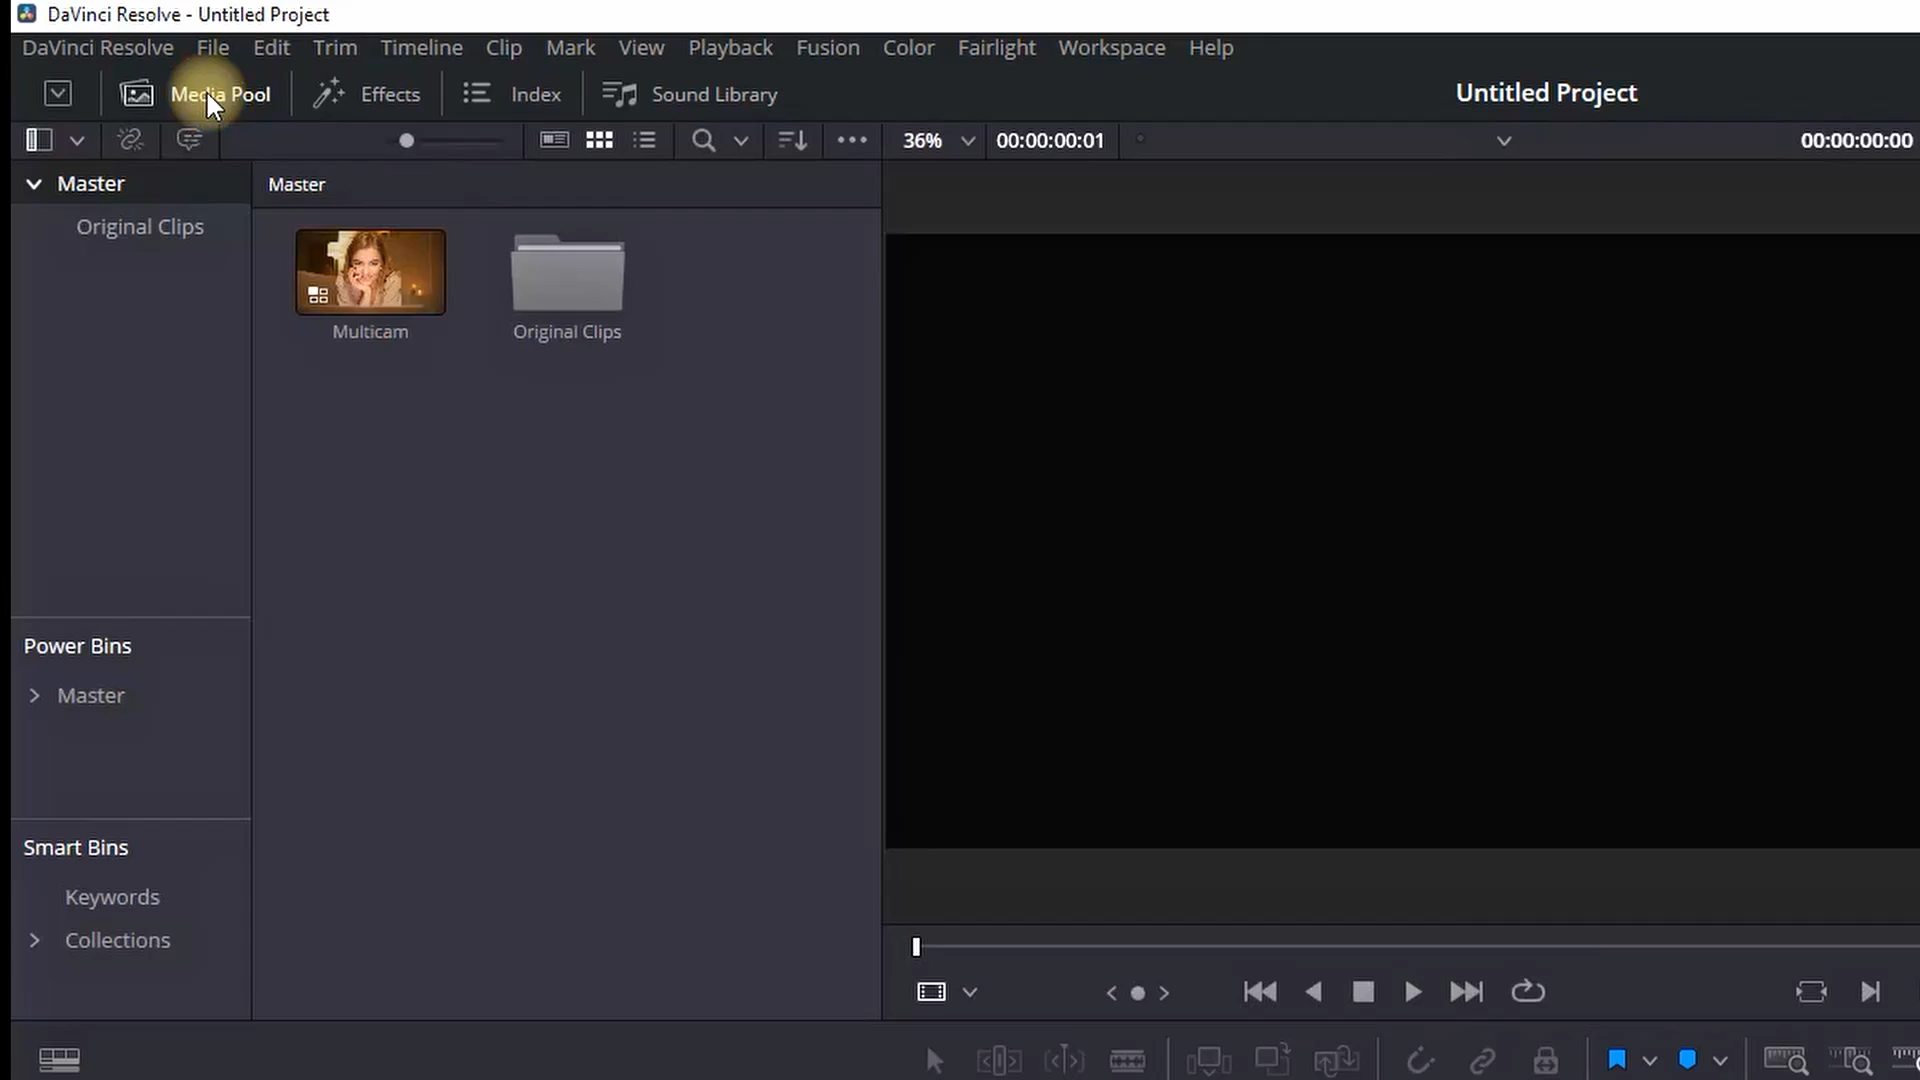 DaVinci Resolve - Untitled Project
DaVinci Resolve File Edit Trim Timeline Clip Mark View Playback Fusion Color Fairlight Workspace Help
Media Pool Effects Index Sound Library Untitled Project
36% 00:00:00:01 00:00:00:00
Master
Master
Original Clips
Multicam
Original Clips
Power Bins
Master
Smart Bins
Keywords
Collections